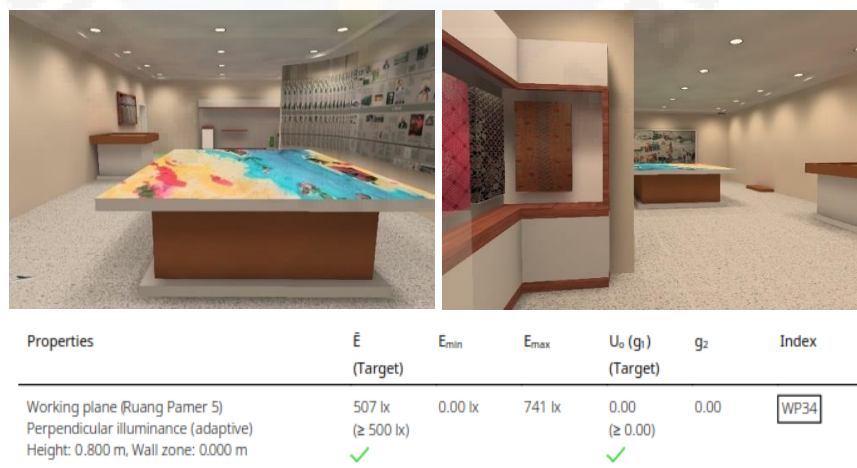 Properties Ē Eₘᵢₙ Eₘₐₓ Uₒ (g₁) g₂ Index
(Target) (Target)
Working plane (Ruang Pamer 5) 507 lx 0.00 lx 741 lx 0.00 0.00 WP34
Perpendicular illuminance (adaptive) (≥ 500 lx) (≥ 0.00)
Height: 0.800 m, Wall zone: 0.000 m